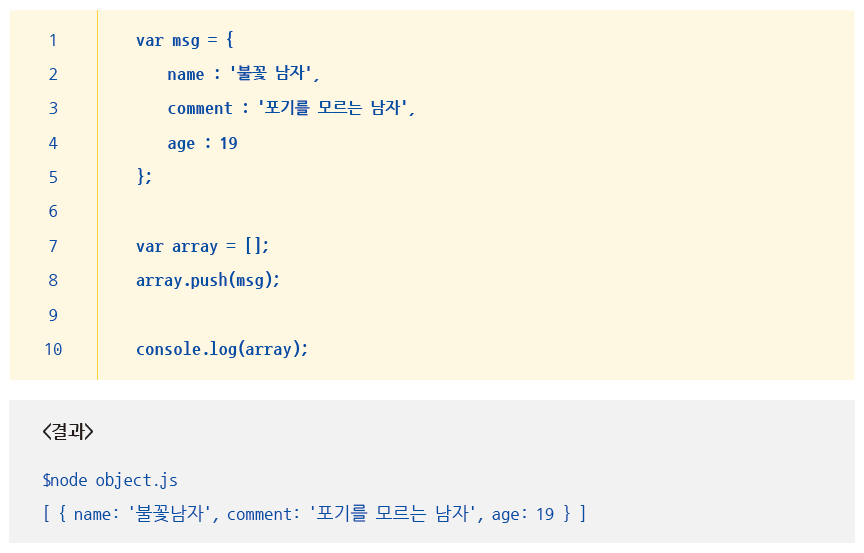 1 var msg = {
2 name : '불꽃 남자',
3 comment : '포기를 모르는 남자',
4 age : 19
5 };
6
7 var array = [];
8 array.push(msg);
9
10 console.log(array);
<결과>
$node object.js
[ { name: '불꽃남자', comment: '포기를 모르는 남자', age: 19 } ]